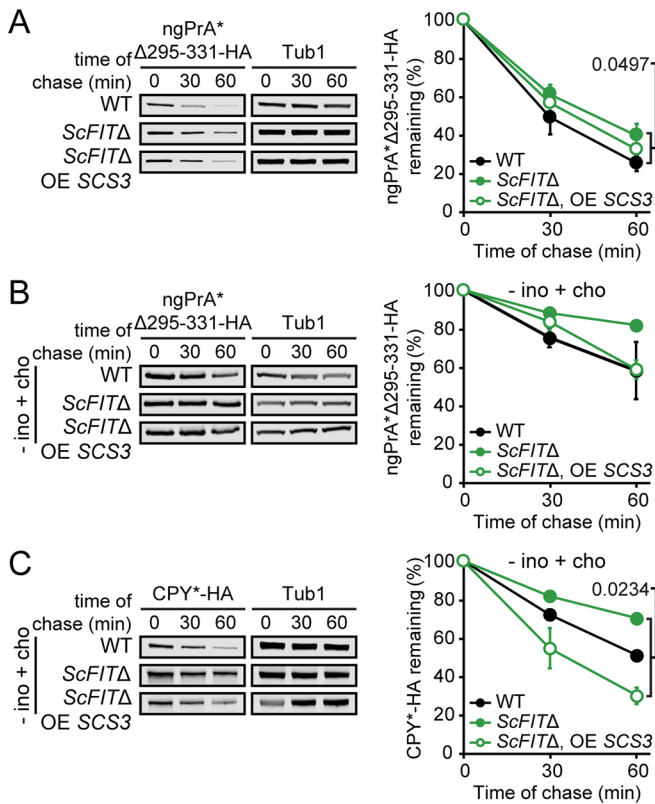 A
ngPrA*
Δ295-331-HA
Tub1
time of
chase (min)
0 30 60 0 30 60
WT
ScFITΔ
ScFITΔ
OE SCS3
ngPrA*Δ295-331-HA
remaining (%)
100
80
60
40
20
0
0.0497
WT
ScFITΔ
ScFITΔ, OE SCS3
0 30 60
Time of chase (min)
B
ngPrA*
Δ295-331-HA
Tub1
time of
chase (min)
0 30 60 0 30 60
- ino + cho
WT
ScFITΔ
ScFITΔ
OE SCS3
ngPrA*Δ295-331-HA
remaining (%)
- ino + cho
100
80
60
40
20
0
WT
ScFITΔ
ScFITΔ, OE SCS3
0 30 60
Time of chase (min)
C
CPY*-HA
Tub1
time of
chase (min)
0 30 60 0 30 60
- ino + cho
WT
ScFITΔ
ScFITΔ
OE SCS3
CPY*-HA remaining (%)
- ino + cho
100
80
60
40
20
0
0.0234
WT
ScFITΔ
ScFITΔ, OE SCS3
0 30 60
Time of chase (min)